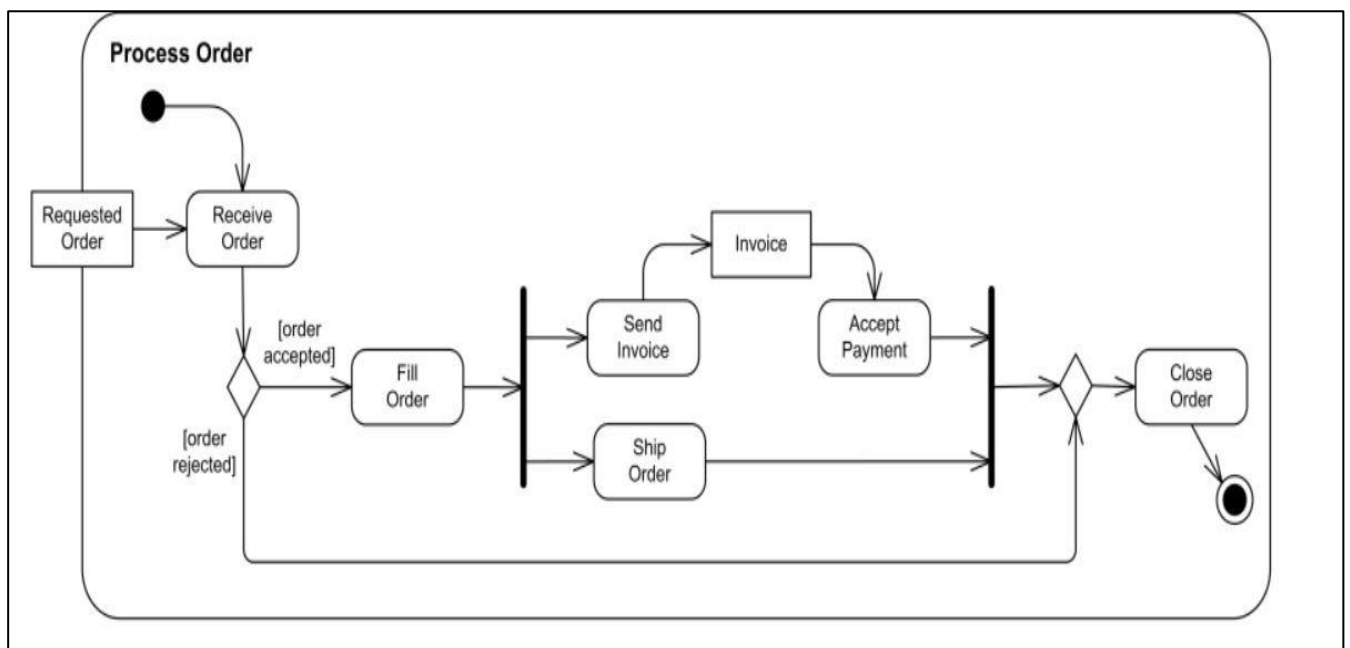 Process Order
Requested
Order
Receive
Order
[order
accepted]
[order
rejected]
Fill
Order
Send
Invoice
Invoice
Accept
Payment
Ship
Order
Close
Order